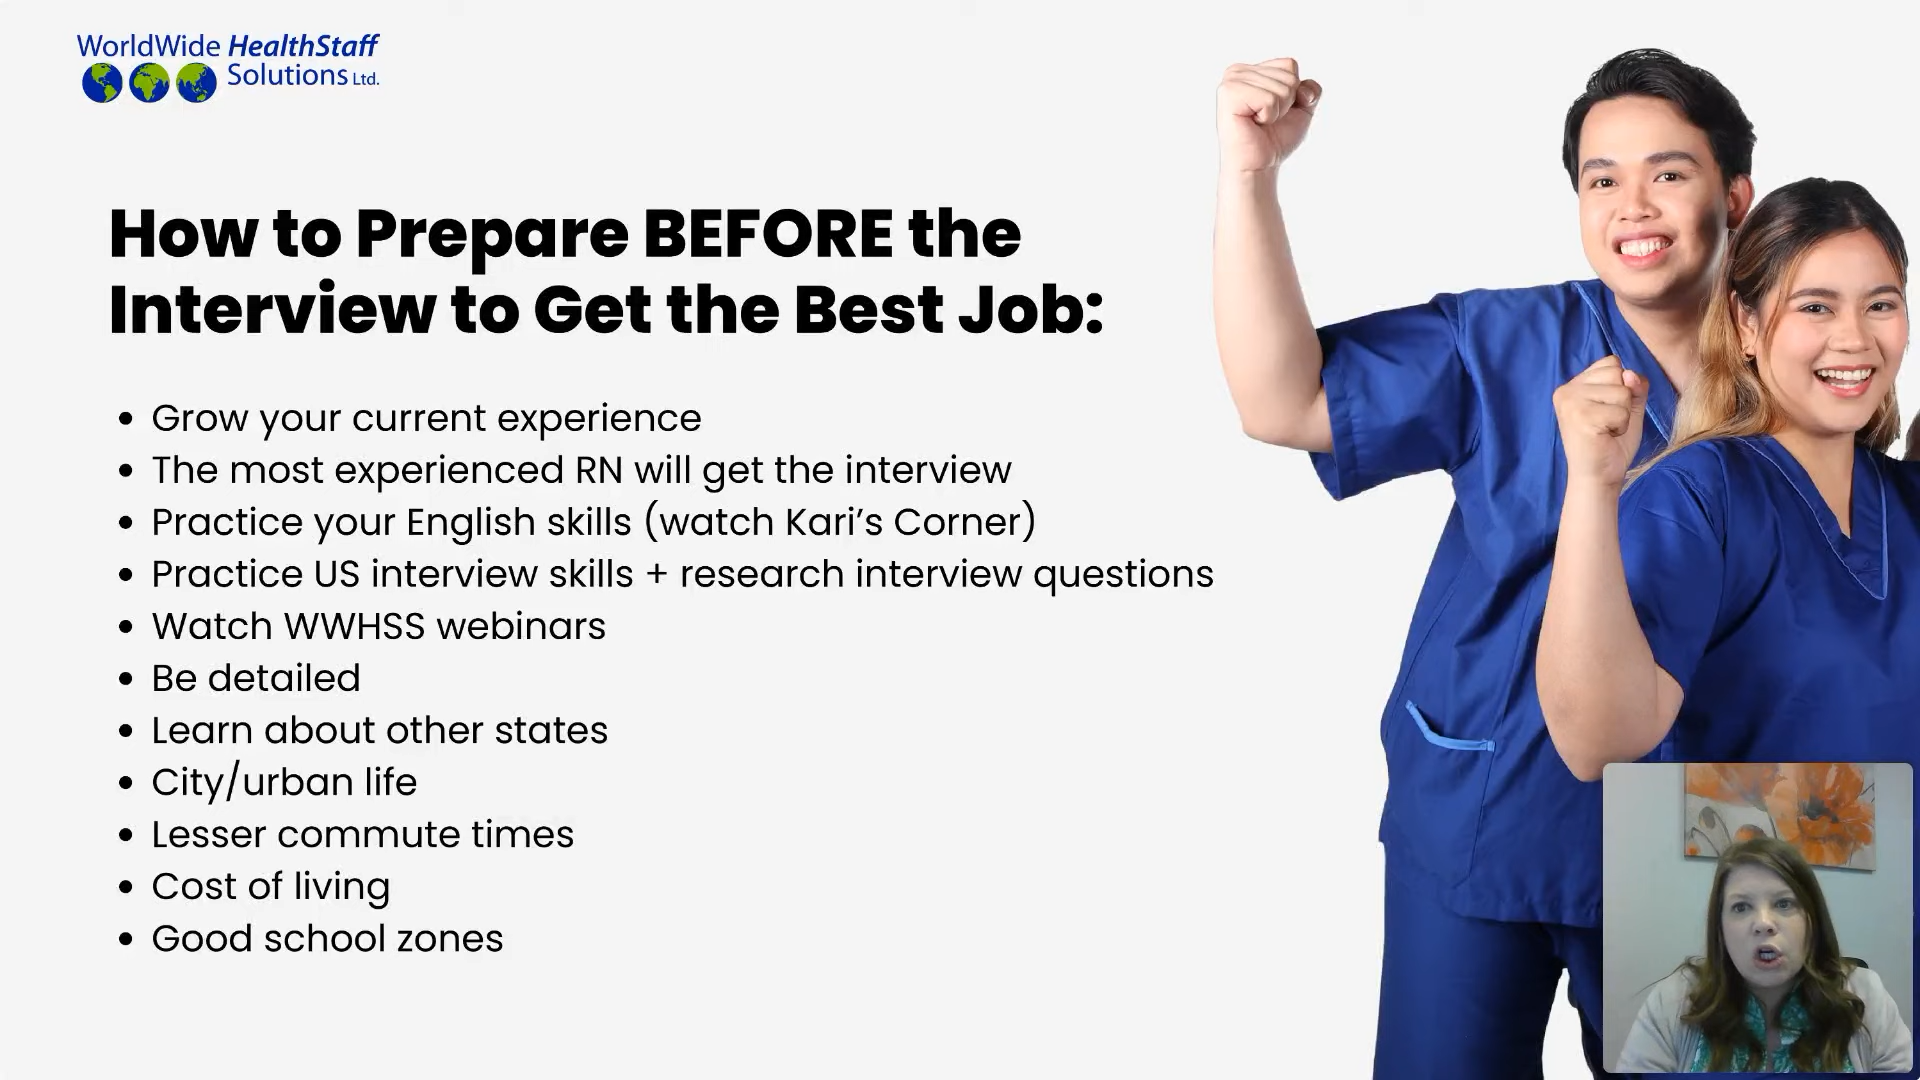 WorldWide HealthStaff
Solutions Ltd.
How to Prepare BEFORE the
Interview to Get the Best Job:
• Grow your current experience
• The most experienced RN will get the interview
• Practice your English skills (watch Kari’s Corner)
• Practice US interview skills + research interview questions
• Watch WWHSS webinars
• Be detailed
• Learn about other states
• City/urban life
• Lesser commute times
• Cost of living
• Good school zones